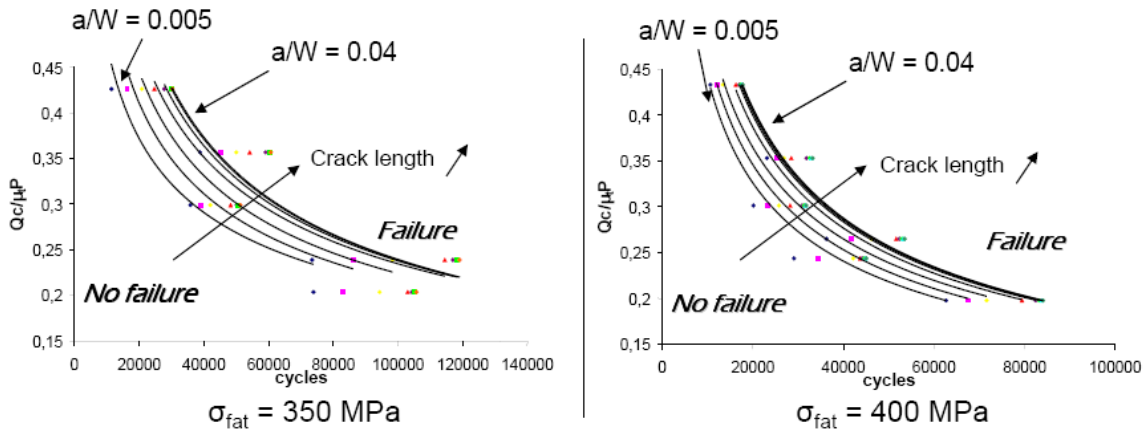 a/W = 0.005
a/W = 0.04
0,45
0,4
0,35
0,3
0,25
0,2
0,15
Qc/μP
Crack length
Failure
No failure
0
20000
40000
60000
80000
100000
120000
140000
cycles
σfat = 350 MPa
a/W = 0.005
a/W = 0.04
0,45
0,4
0,35
0,3
0,25
0,2
0,15
Qc/μP
Crack length
Failure
No failure
0
20000
40000
60000
80000
100000
cycles
σfat = 400 MPa